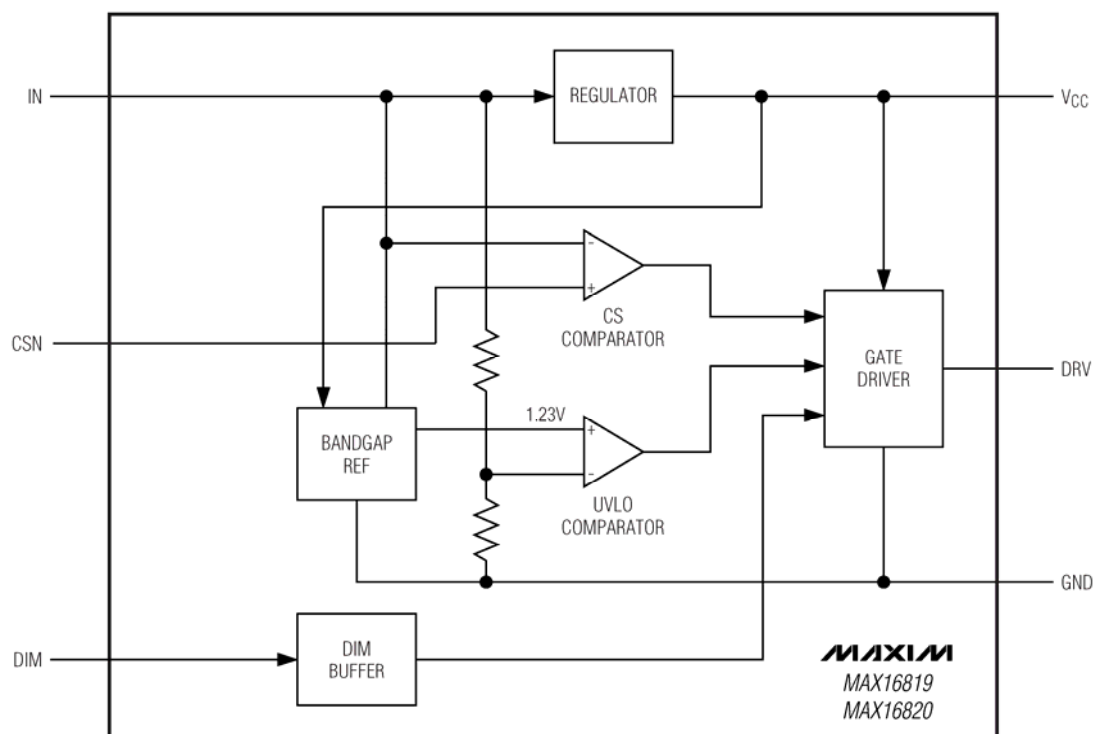 IN
REGULATOR
VCC
-
+
CS
COMPARATOR
CSN
GATE
DRIVER
DRV
1.23V
BANDGAP
REF
+
-
UVLO
COMPARATOR
GND
DIM
DIM
BUFFER
MAXIM
MAX16819
MAX16820